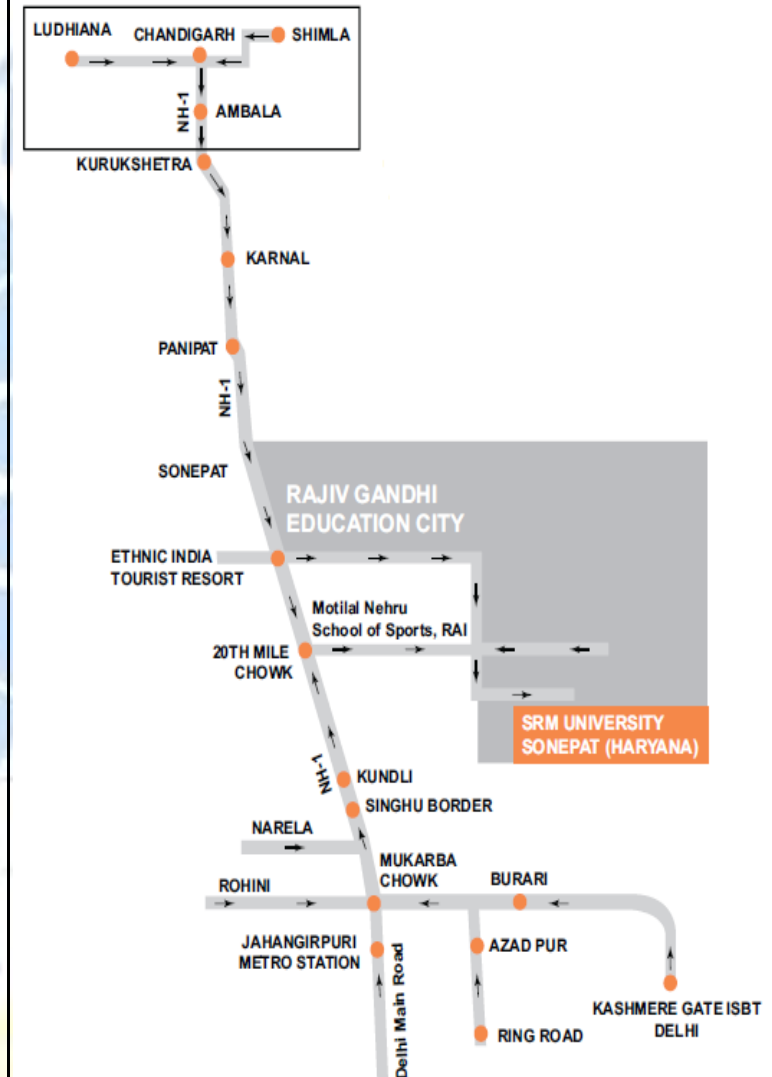 LUDHIANA
CHANDIGARH
SHIMLA
NH-1
AMBALA
KURUKSHETRA
KARNAL
PANIPAT
NH-1
SONEPAT
RAJIV GANDHI
EDUCATION CITY
ETHNIC INDIA
TOURIST RESORT
Motilal Nehru
School of Sports, RAI
20TH MILE
CHOWK
SRM UNIVERSITY
SONEPAT (HARYANA)
NH-1
KUNDLI
SINGHU BORDER
NARELA
MUKARBA
CHOWK
ROHINI
BURARI
JAHANGIRPURI
METRO STATION
AZAD PUR
Delhi Main Road
KASHMERE GATE ISBT
DELHI
RING ROAD